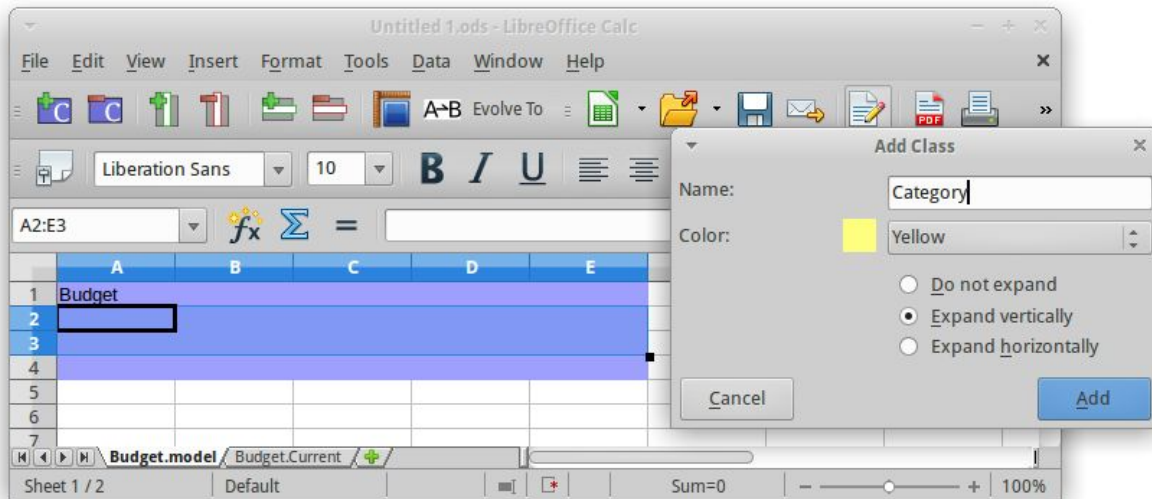 Untitled 1.ods - LibreOffice Calc
File Edit View Insert Format Tools Data Window Help
C C A→B Evolve To PDF »
Liberation Sans 10 B I U
A2:E3 fx Σ =
A B C D E
1 Budget
2
3
4
5
6
7
Budget.model Budget.Current
Sheet 1 / 2 Default Sum=0 100%
Add Class
Name: Category
Color: Yellow
Do not expand
Expand vertically
Expand horizontally
Cancel Add